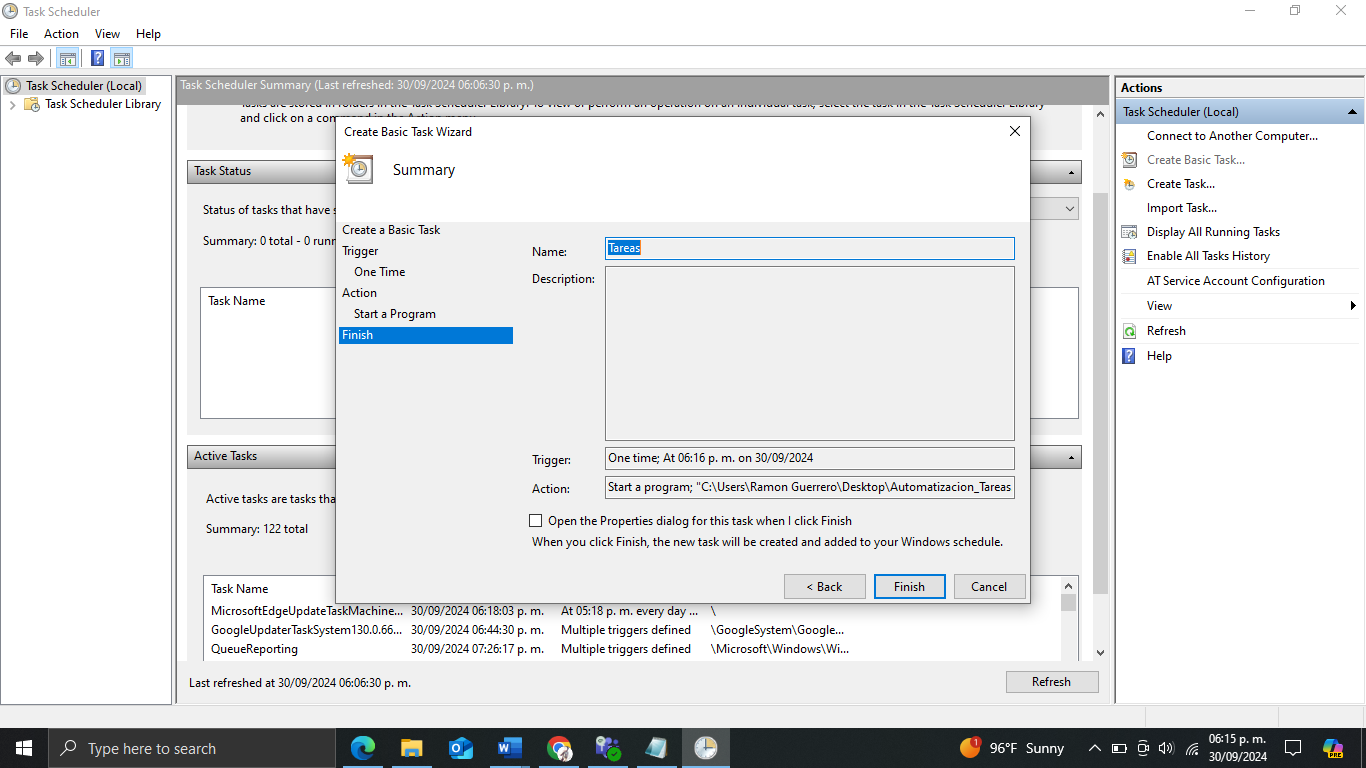 Task Scheduler
File Action View Help
Task Scheduler (Local)
Task Scheduler Library
Task Scheduler Summary (Last refreshed: 30/09/2024 06:06:30 p. m.)
and click on a command in the Action menu.
Task Status
Status of tasks that have s
Summary: 0 total - 0 runn
Task Name
Active Tasks
Active tasks are tasks tha
Summary: 122 total
Task Name
MicrosoftEdgeUpdateTaskMachine... 30/09/2024 06:18:03 p. m. At 05:18 p. m. every day ... \
GoogleUpdaterTaskSystem130.0.66... 30/09/2024 06:44:30 p. m. Multiple triggers defined \GoogleSystem\Google...
QueueReporting 30/09/2024 07:26:17 p. m. Multiple triggers defined \Microsoft\Windows\Wi...
Last refreshed at 30/09/2024 06:06:30 p. m.
Refresh
Create Basic Task Wizard
Summary
Create a Basic Task
Trigger
One Time
Action
Start a Program
Finish
Name: Tareas
Description:
Trigger: One time; At 06:16 p. m. on 30/09/2024
Action: Start a program; "C:\Users\Ramon Guerrero\Desktop\Automatizacion_Tareas
Open the Properties dialog for this task when I click Finish
When you click Finish, the new task will be created and added to your Windows schedule.
< Back Finish Cancel
Actions
Task Scheduler (Local)
Connect to Another Computer...
Create Basic Task...
Create Task...
Import Task...
Display All Running Tasks
Enable All Tasks History
AT Service Account Configuration
View
Refresh
Help
Type here to search
1
96°F Sunny
06:15 p. m.
30/09/2024
PRE